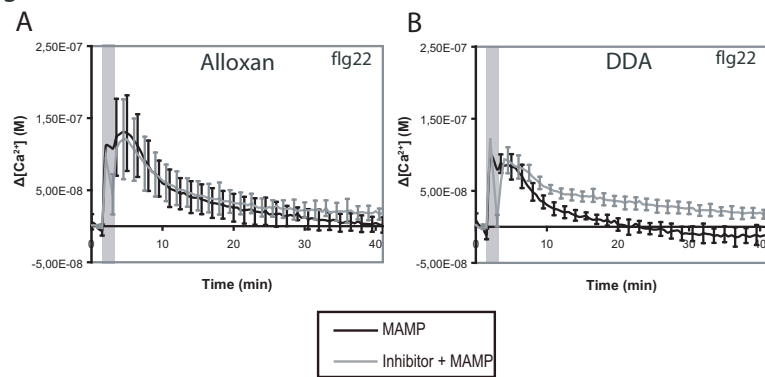 A
2,50E-07
1,50E-07
5,00E-08
-5,00E-08
Δ[Ca²⁺] (M)
Alloxan
flg22
0
10
20
30
40
Time (min)
B
2,50E-07
1,50E-07
5,00E-08
-5,00E-08
Δ[Ca²⁺] (M)
DDA
flg22
0
10
20
30
40
Time (min)
MAMP
Inhibitor + MAMP